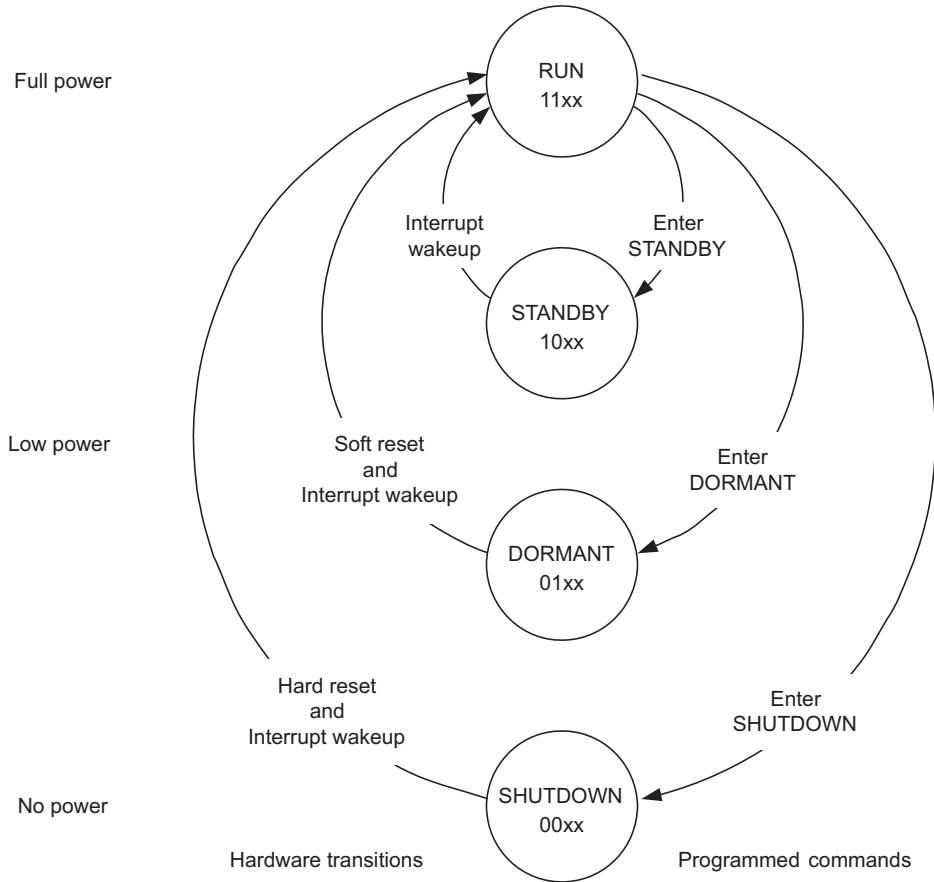 Full power
RUN
11xx
Interrupt
wakeup
Enter
STANDBY
STANDBY
10xx
Low power
Soft reset
and
Interrupt wakeup
Enter
DORMANT
DORMANT
01xx
Hard reset
and
Interrupt wakeup
Enter
SHUTDOWN
No power
SHUTDOWN
00xx
Hardware transitions
Programmed commands